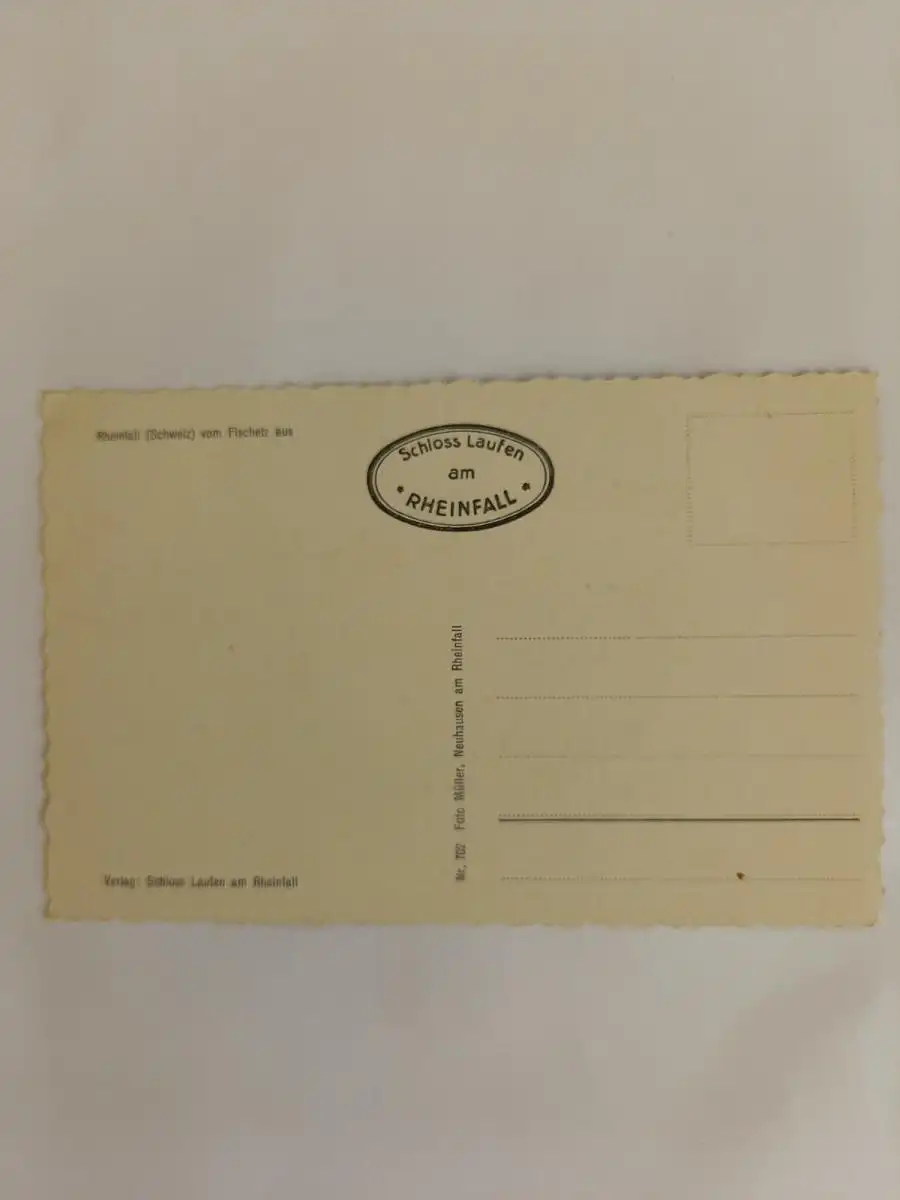 Rheinfall (Schweiz) vom Fischetz aus
Schloss Laufen
am
* RHEINFALL *
Nr. 702 Foto Müller, Neuhausen am Rheinfall
Verlag: Schloss Laufen am Rheinfall